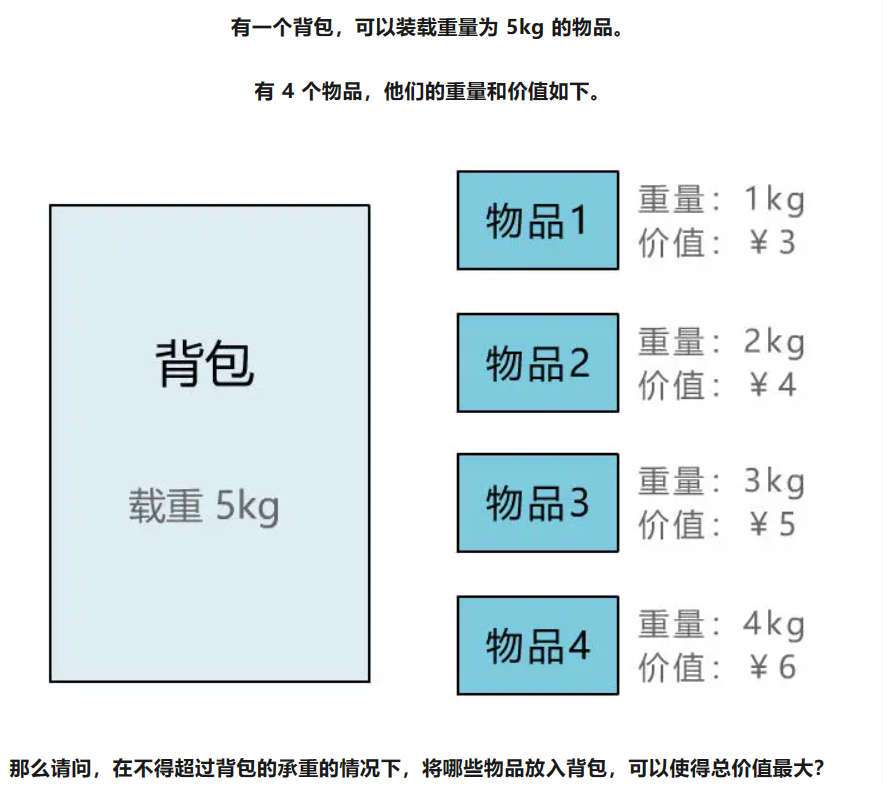 有一个背包，可以装载重量为 5kg 的物品。
有 4 个物品，他们的重量和价值如下。
背包
载重 5kg
物品1
重量：1kg
价值：￥3
物品2
重量：2kg
价值：￥4
物品3
重量：3kg
价值：￥5
物品4
重量：4kg
价值：￥6
那么请问，在不得超过背包的承重的情况下，将哪些物品放入背包，可以使得总价值最大？